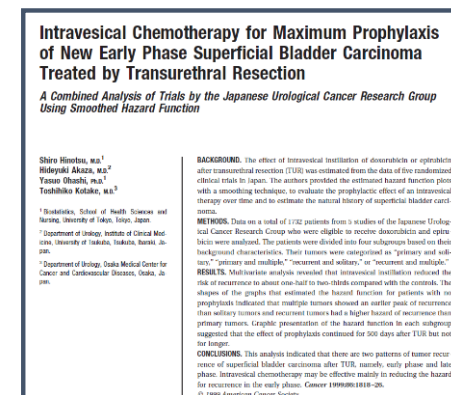 Intravesical Chemotherapy for Maximum Prophylaxis
of New Early Phase Superficial Bladder Carcinoma
Treated by Transurethral Resection
A Combined Analysis of Trials by the Japanese Urological Cancer Research Group
Using Smoothed Hazard Function
Shiro Hinotsu, M.D.1
Hideyuki Akaza, M.D.2
Yasuo Ohashi, Ph.D.1
Toshihiko Kotake, M.D.3
1 Biostatistics, School of Health Sciences and
Nursing, University of Tokyo, Tokyo, Japan.
2 Department of Urology, Institute of Clinical Med-
icine, University of Tsukuba, Tsukuba, Ibaraki, Ja-
pan.
3 Department of Urology, Osaka Medical Center for
Cancer and Cardiovascular Diseases, Osaka, Ja-
pan.
BACKGROUND. The effect of intravesical instillation of doxorubicin or epirubicin
after transurethral resection (TUR) was estimated from the data of five randomized
clinical trials in Japan. The authors provided the estimated hazard function plots
with a smoothing technique, to evaluate the prophylactic effect of an intravesical
therapy over time and to estimate the natural history of superficial bladder carci-
noma.
METHODS. Data on a total of 1732 patients from 5 studies of the Japanese Urolog-
ical Cancer Research Group who were eligible to receive doxorubicin and epiru-
bicin were analyzed. The patients were divided into four subgroups based on their
background characteristics. Their tumors were categorized as "primary and soli-
tary," "primary and multiple," "recurrent and solitary," or "recurrent and multiple."
RESULTS. Multivariate analysis revealed that intravesical instillation reduced the
risk of recurrence to about one-half to two-thirds compared with the controls. The
shapes of the graphs that estimated the hazard function for patients with no
prophylaxis indicated that multiple tumors showed an earlier peak of recurrence
than solitary tumors and recurrent tumors had a higher hazard of recurrence than
primary tumors. Graphic presentation of the hazard function in each subgroup
suggested that the effect of prophylaxis continued for 500 days after TUR but not
for longer.
CONCLUSIONS. This analysis indicated that there are two patterns of tumor recur-
rence of superficial bladder carcinoma after TUR, namely, early phase and late
phase. Intravesical chemotherapy may be effective mainly in reducing the hazard
for recurrence in the early phase. Cancer 1999;86:1818–26.
© 1999 American Cancer Society.